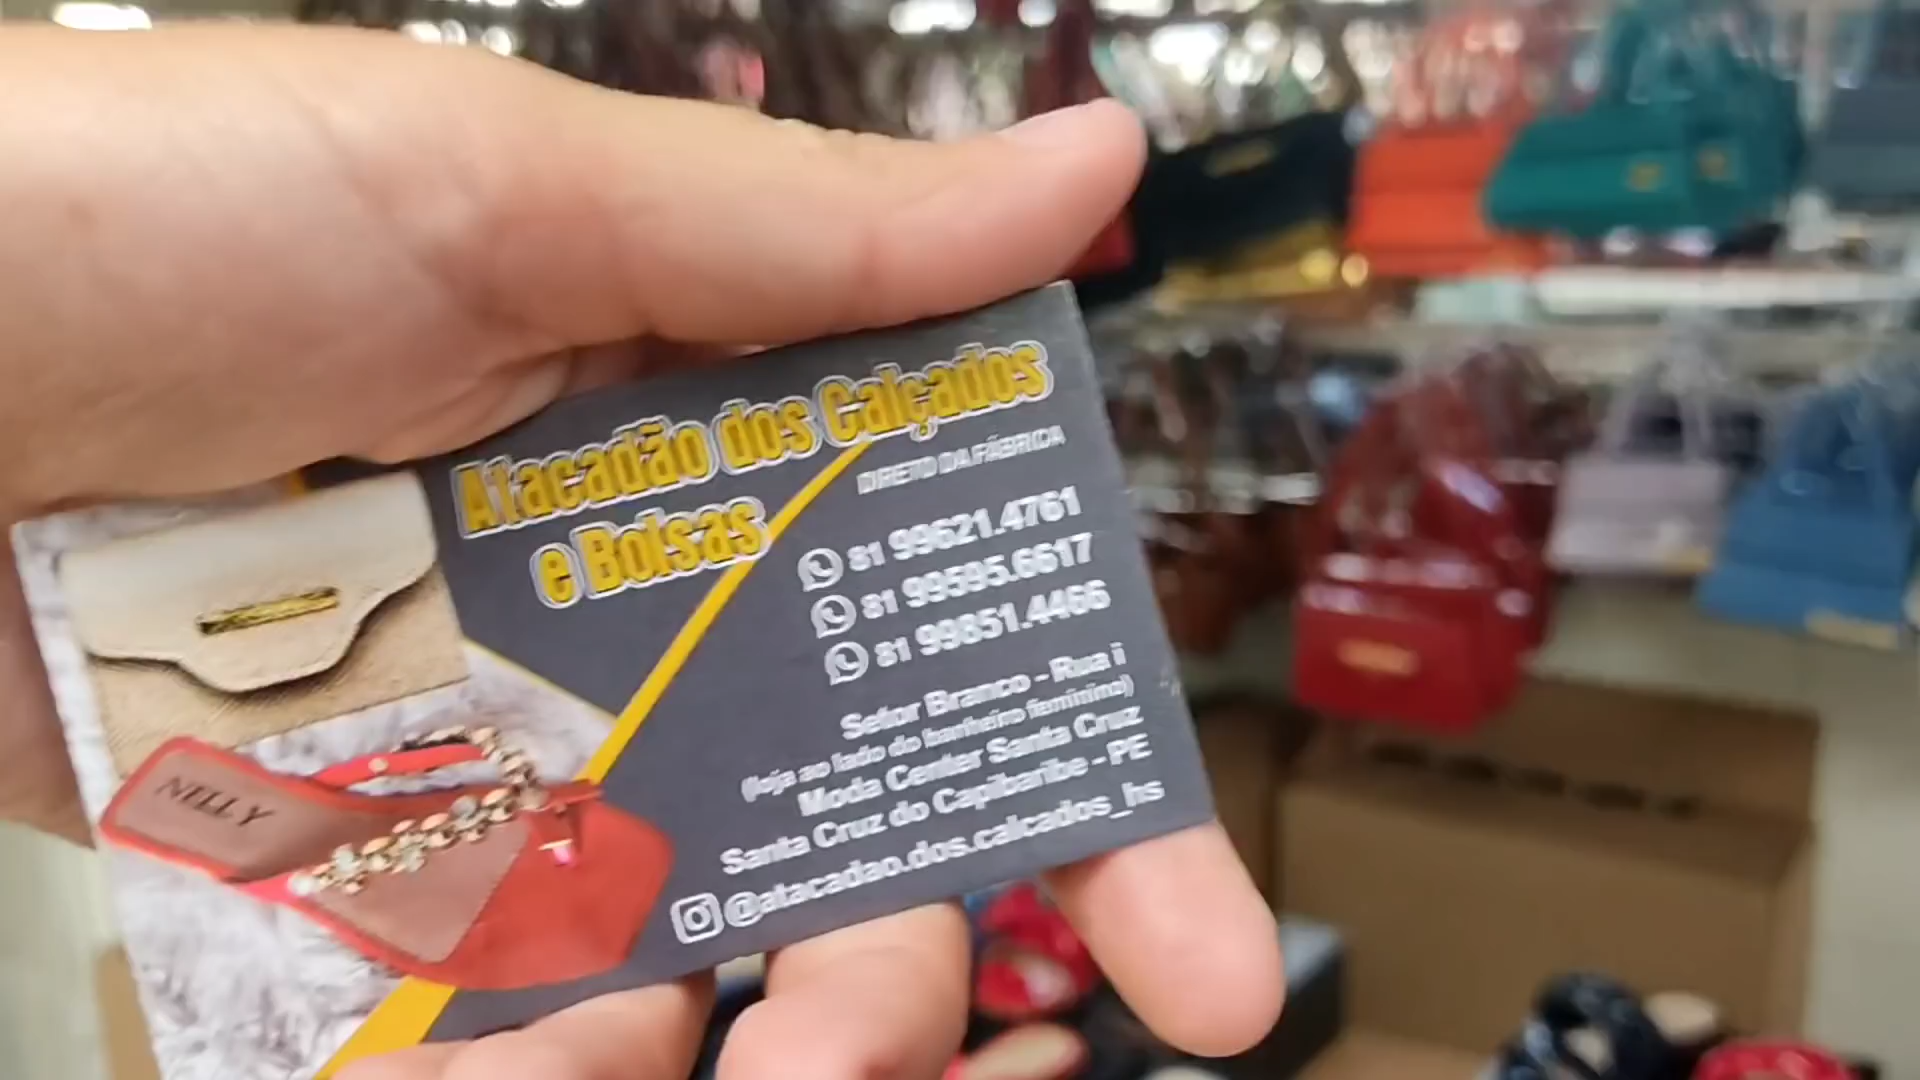 Atacadão dos Calçados
e Bolsas
DIRETO DA FÁBRICA
81 99621.4761
81 99595.6617
81 99851.4466
Setor Branco - Rua i
(loja ao lado do banheiro feminino)
Moda Center Santa Cruz
Santa Cruz do Capibaribe - PE
@atacadao.dos.calcados_hs
NELLY